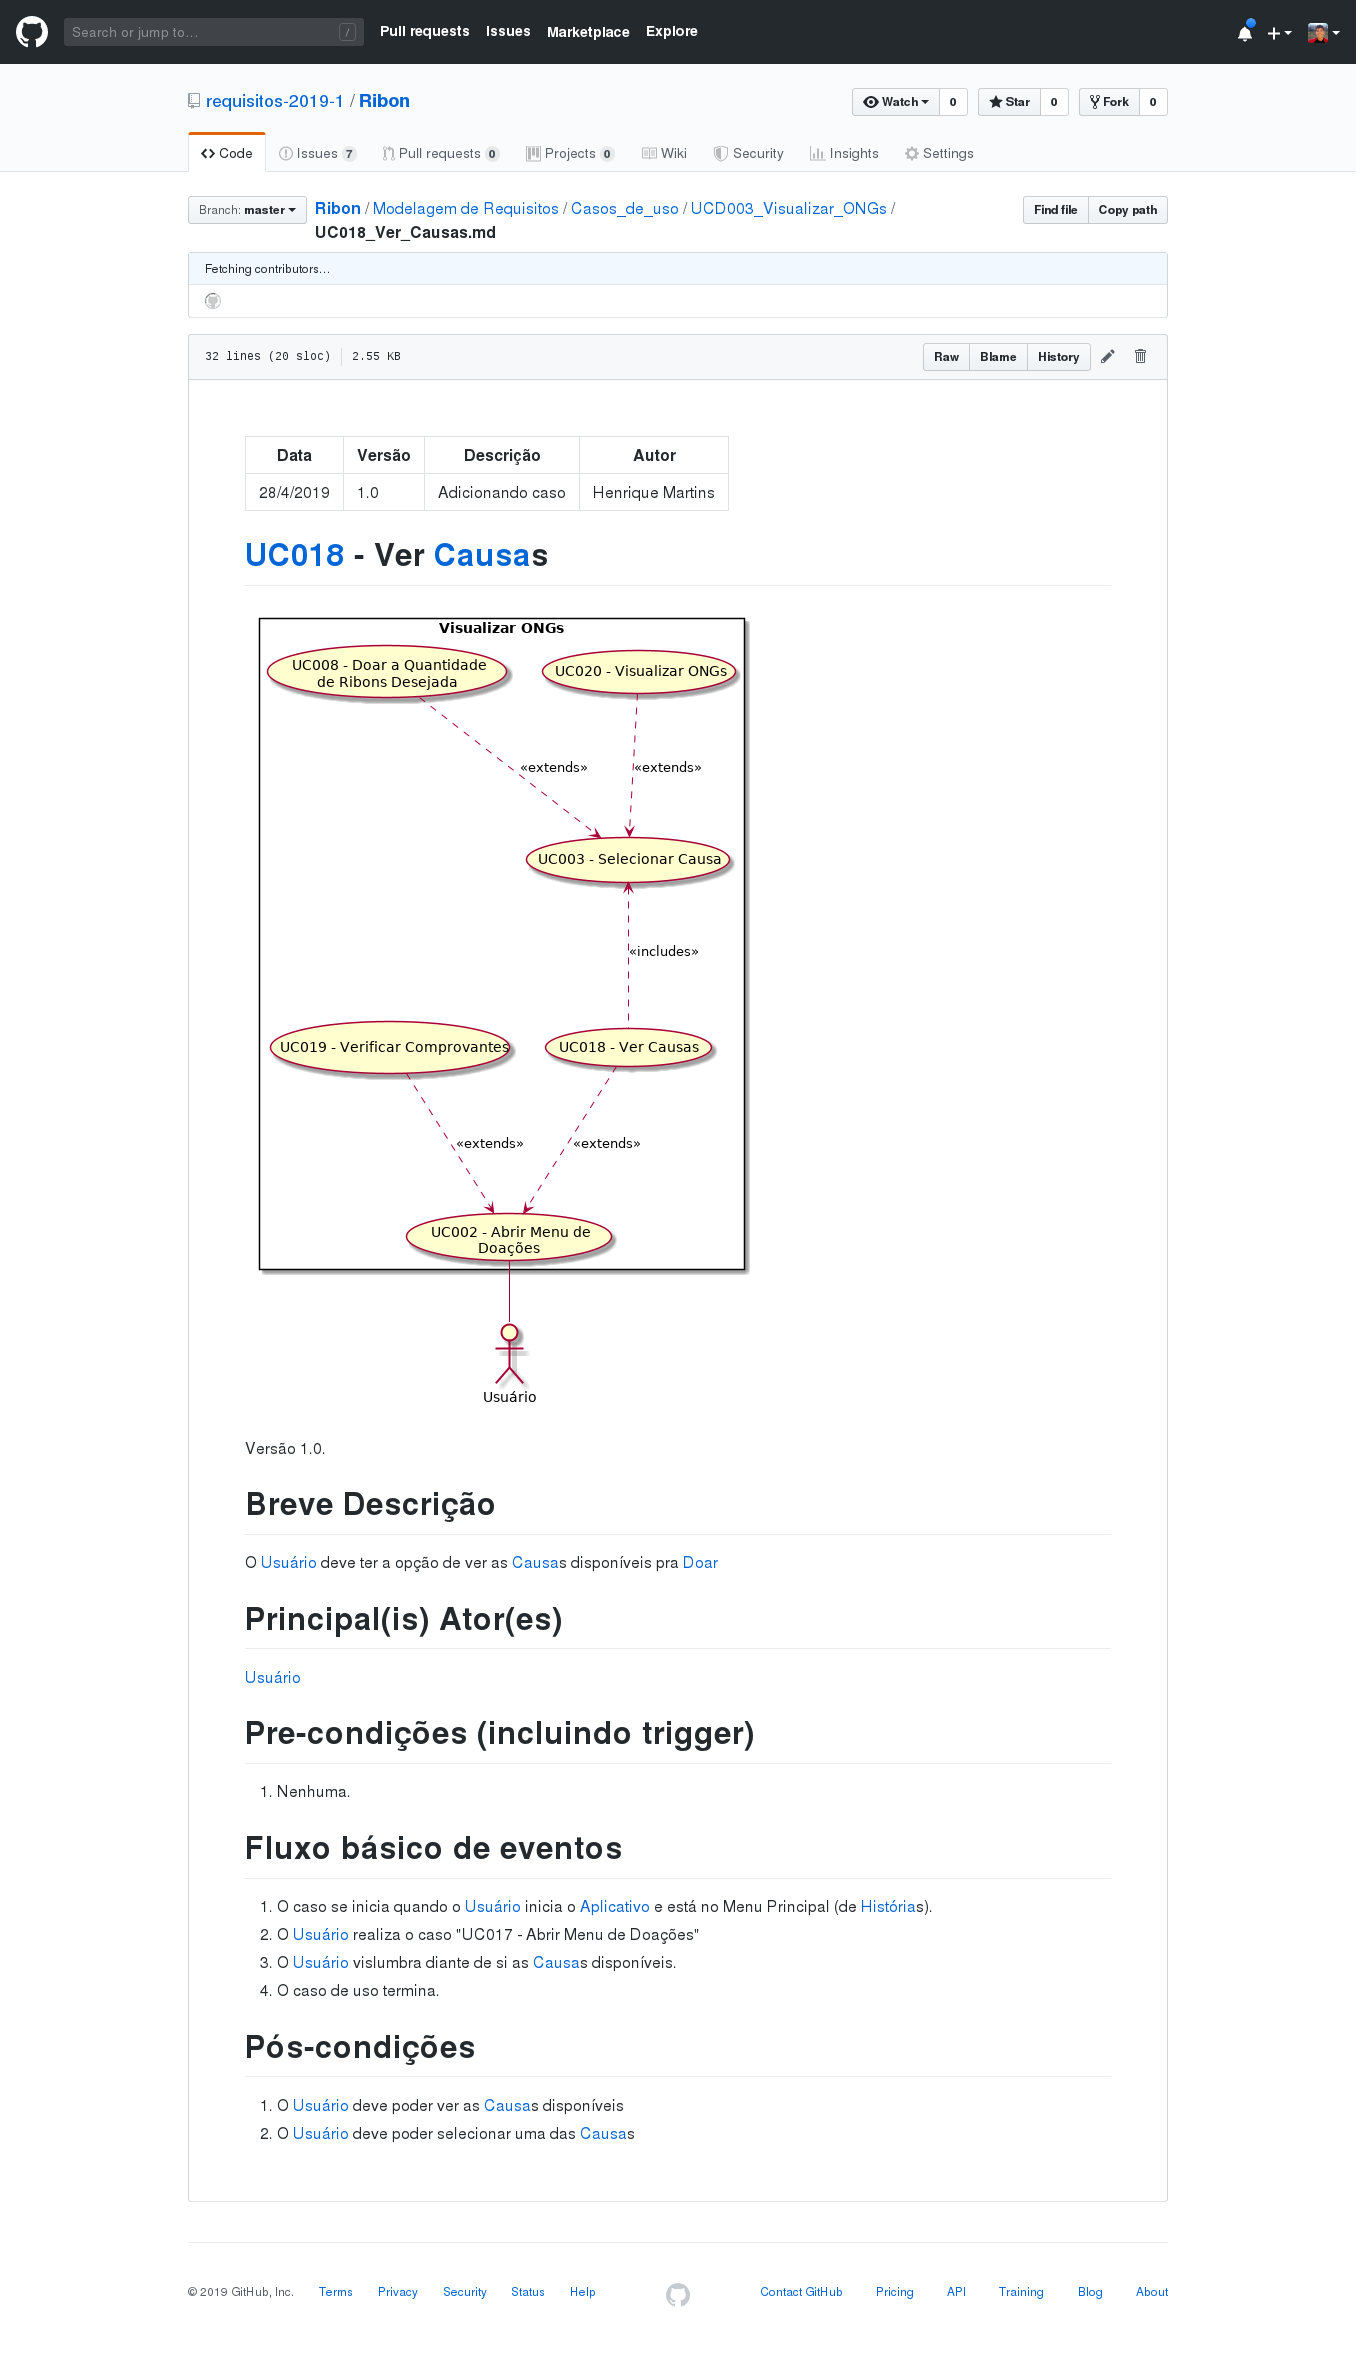 Search or jump to... /
Pull requests Issues Marketplace Explore
requisitos-2019-1 / Ribon
Watch 0 Star 0 Fork 0
Code Issues 7 Pull requests 0 Projects 0 Wiki Security Insights Settings
Branch: master
Ribon / Modelagem de Requisitos / Casos_de_uso / UCD003_Visualizar_ONGs /
UC018_Ver_Causas.md
Find file Copy path
Fetching contributors...
32 lines (20 sloc) 2.55 KB
Raw Blame History
Data Versão Descrição Autor
28/4/2019 1.0 Adicionando caso Henrique Martins
UC018 - Ver Causas
Visualizar ONGs
UC008 - Doar a Quantidade
de Ribons Desejada
UC020 - Visualizar ONGs
«extends» «extends»
UC003 - Selecionar Causa
«includes»
UC019 - Verificar Comprovantes UC018 - Ver Causas
«extends» «extends»
UC002 - Abrir Menu de
Doações
Usuário
Versão 1.0.
Breve Descrição
O Usuário deve ter a opção de ver as Causas disponíveis pra Doar
Principal(is) Ator(es)
Usuário
Pre-condições (incluindo trigger)
1. Nenhuma.
Fluxo básico de eventos
1. O caso se inicia quando o Usuário inicia o Aplicativo e está no Menu Principal (de Histórias).
2. O Usuário realiza o caso "UC017 - Abrir Menu de Doações"
3. O Usuário vislumbra diante de si as Causas disponíveis.
4. O caso de uso termina.
Pós-condições
1. O Usuário deve poder ver as Causas disponíveis
2. O Usuário deve poder selecionar uma das Causas
© 2019 GitHub, Inc. Terms Privacy Security Status Help Contact GitHub Pricing API Training Blog About